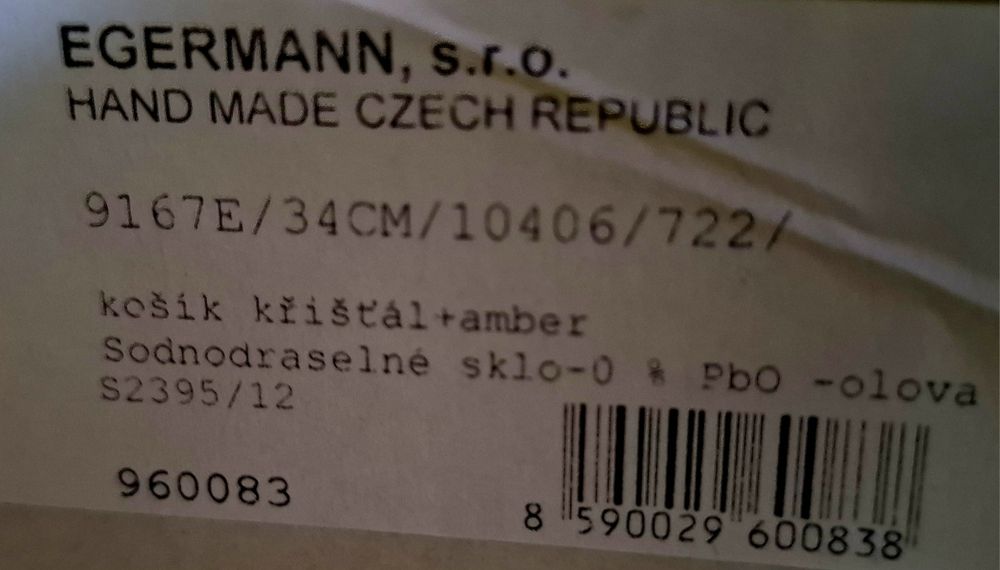 EGERMANN, s.r.o.
HAND MADE CZECH REPUBLIC
9167E/34CM/10406/722/
košík křišťál+amber
Sodnodraselné sklo-0 % PbO -olova
S2395/12
960083
8 590029 600838